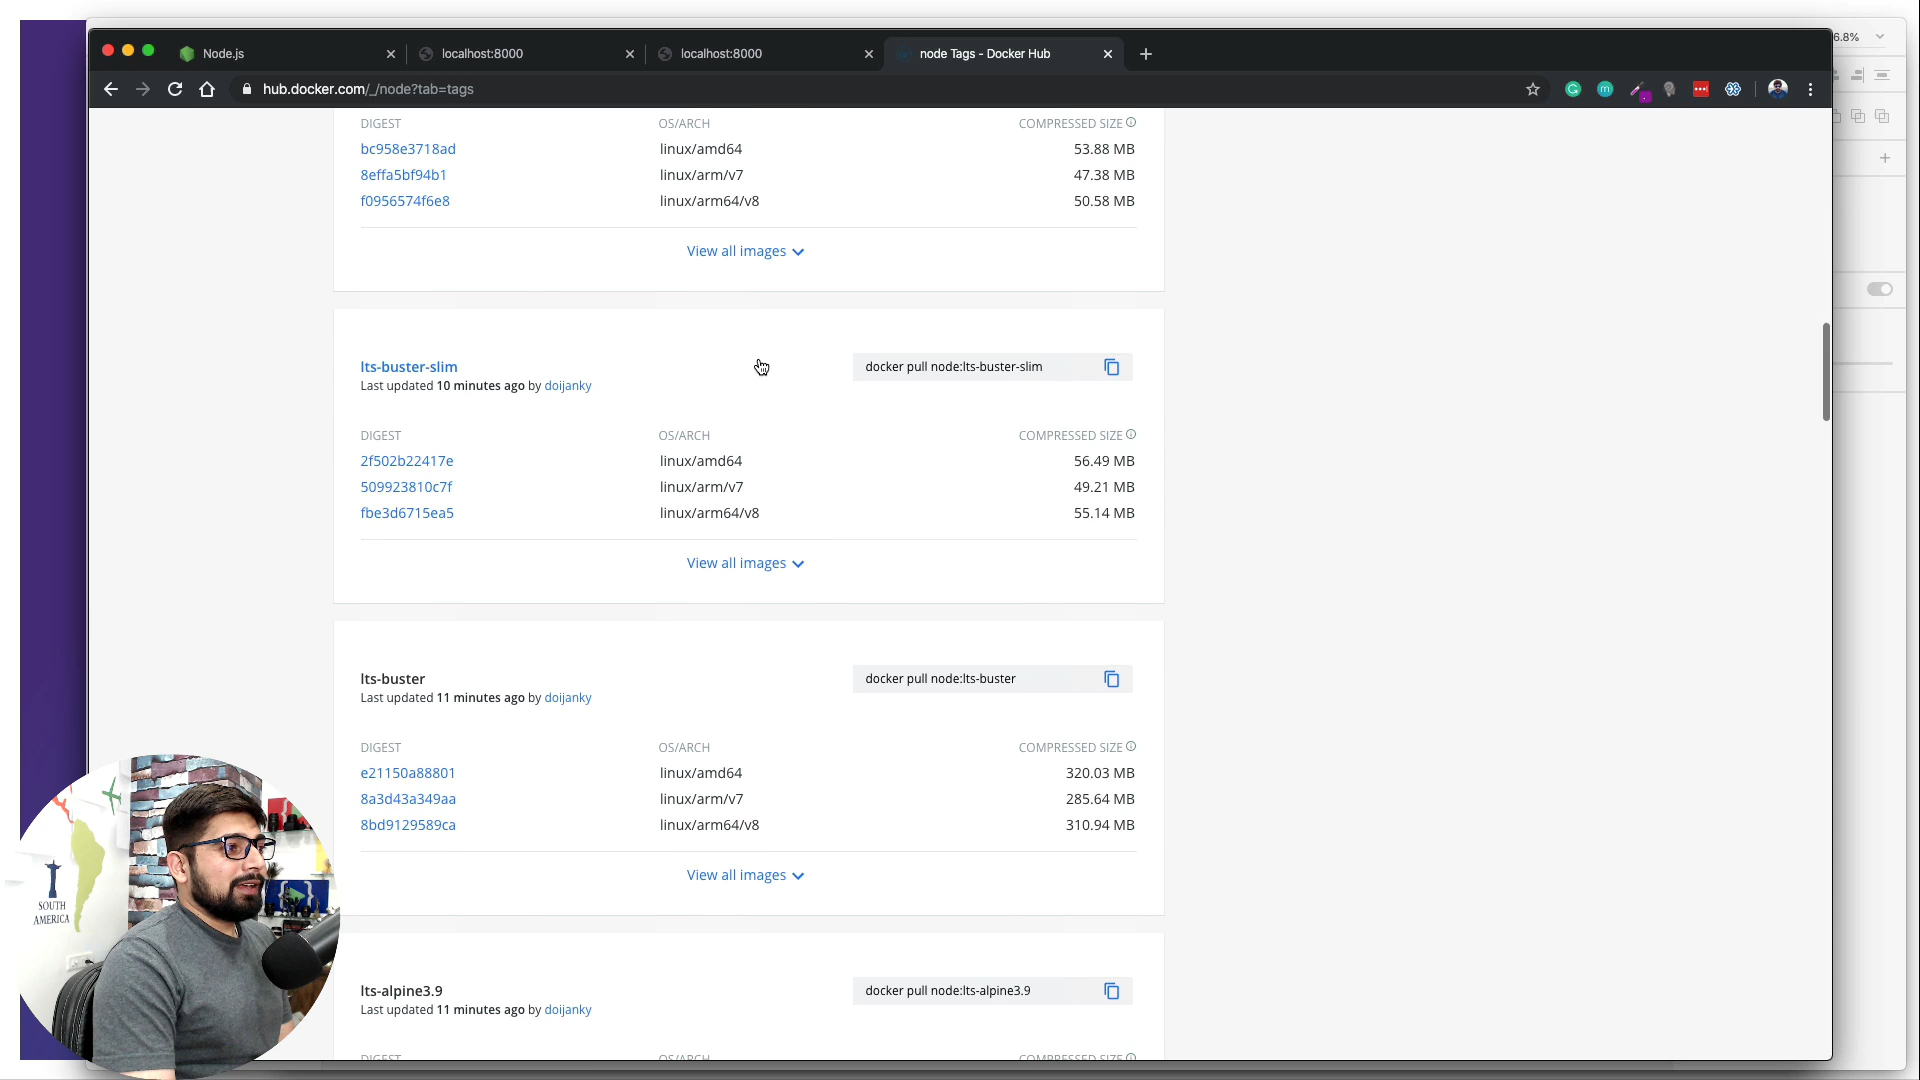 6.8%
Node.js
localhost:8000
localhost:8000
node Tags - Docker Hub
hub.docker.com/_/node?tab=tags
DIGEST OS/ARCH COMPRESSED SIZE
bc958e3718ad linux/amd64 53.88 MB
8effa5bf94b1 linux/arm/v7 47.38 MB
f0956574f6e8 linux/arm64/v8 50.58 MB
View all images
lts-buster-slim
docker pull node:lts-buster-slim
Last updated 10 minutes ago by doijanky
DIGEST OS/ARCH COMPRESSED SIZE
2f502b22417e linux/amd64 56.49 MB
509923810c7f linux/arm/v7 49.21 MB
fbe3d6715ea5 linux/arm64/v8 55.14 MB
View all images
lts-buster
docker pull node:lts-buster
Last updated 11 minutes ago by doijanky
DIGEST OS/ARCH COMPRESSED SIZE
e21150a88801 linux/amd64 320.03 MB
8a3d43a349aa linux/arm/v7 285.64 MB
8bd9129589ca linux/arm64/v8 310.94 MB
View all images
lts-alpine3.9
docker pull node:lts-alpine3.9
Last updated 11 minutes ago by doijanky
DIGEST OS/ARCH COMPRESSED SIZE
SOUTH
AMERICA